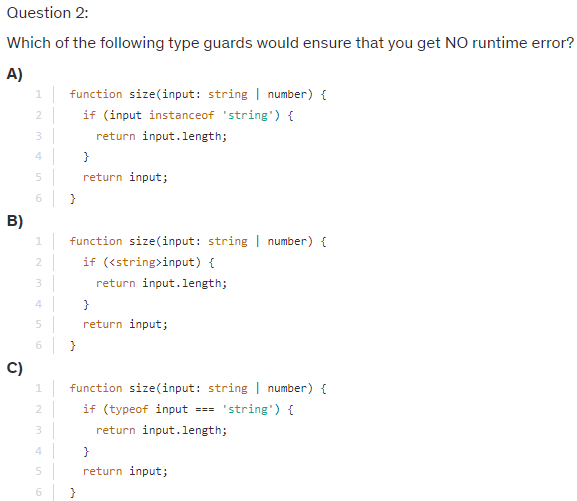 Question 2:
Which of the following type guards would ensure that you get NO runtime error?
A)
1 function size(input: string | number) {
2 if (input instanceof 'string') {
3 return input.length;
4 }
5 return input;
6 }
B)
1 function size(input: string | number) {
2 if (<string>input) {
3 return input.length;
4 }
5 return input;
6 }
C)
1 function size(input: string | number) {
2 if (typeof input === 'string') {
3 return input.length;
4 }
5 return input;
6 }